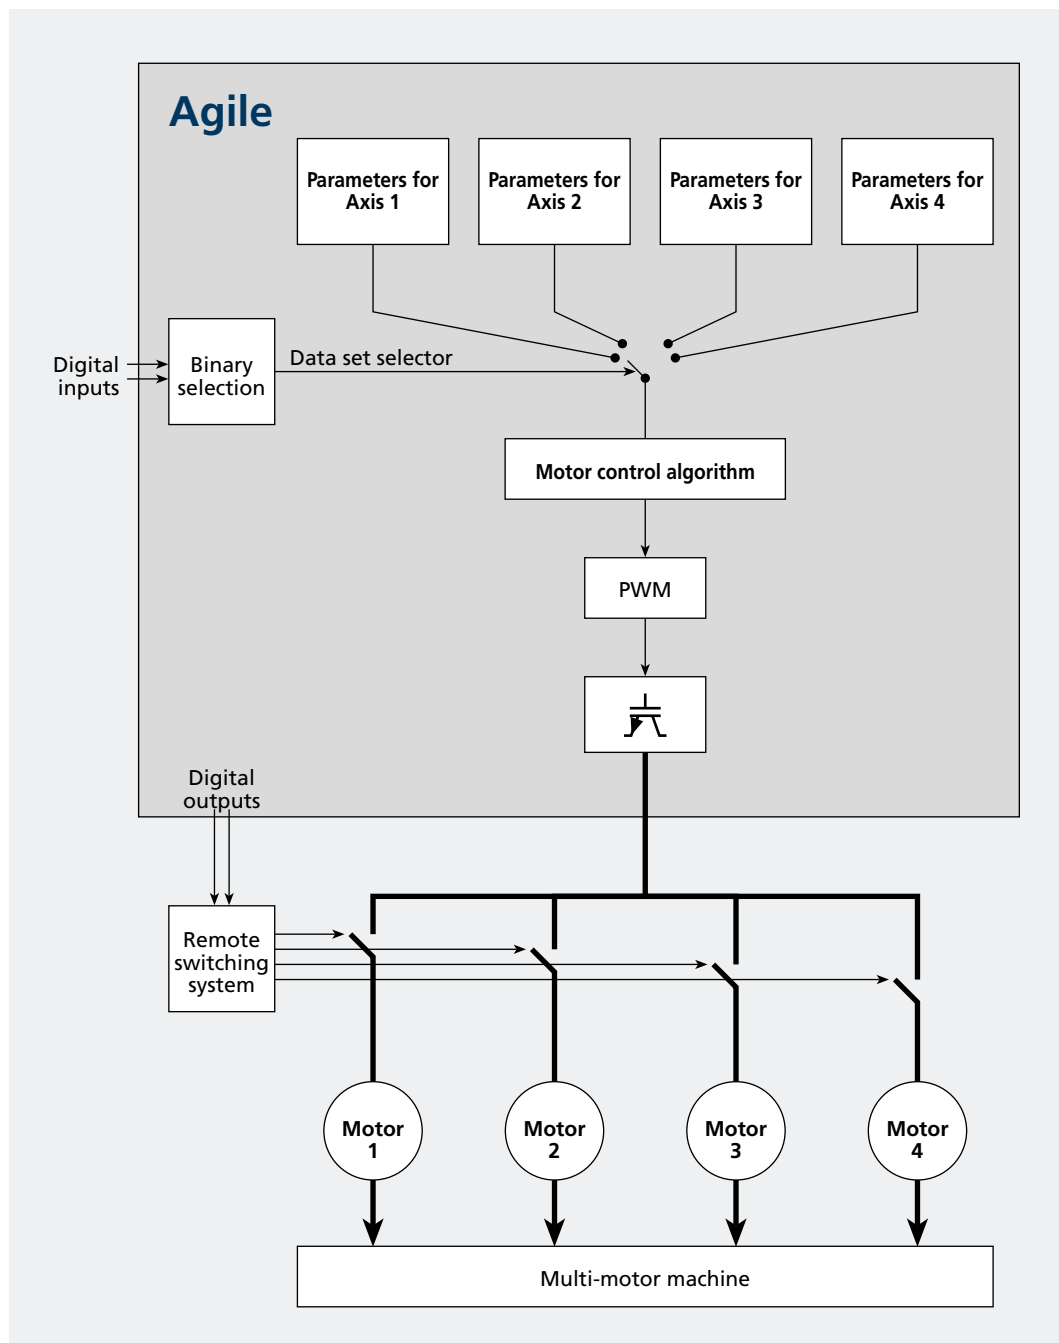 Agile
Parameters for
Axis 1
Parameters for
Axis 2
Parameters for
Axis 3
Parameters for
Axis 4
Digital
inputs
Binary
selection
Data set selector
Motor control algorithm
PWM
Digital
outputs
Remote
switching
system
Motor
1
Motor
2
Motor
3
Motor
4
Multi-motor machine